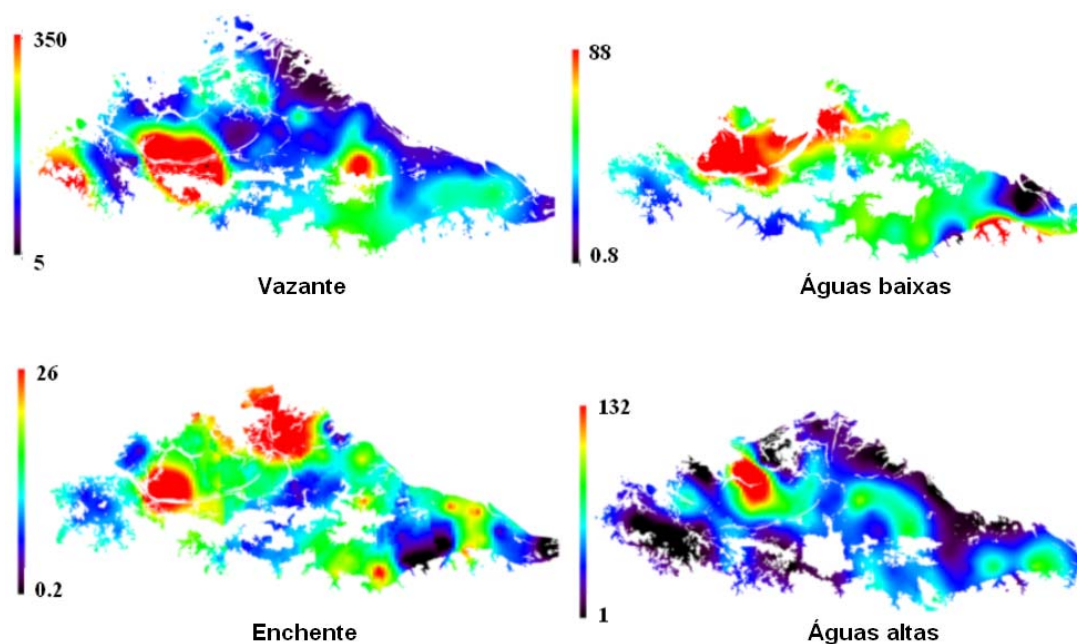 350
5
Vazante
88
0.8
Águas baixas
26
0.2
Enchente
132
1
Águas altas